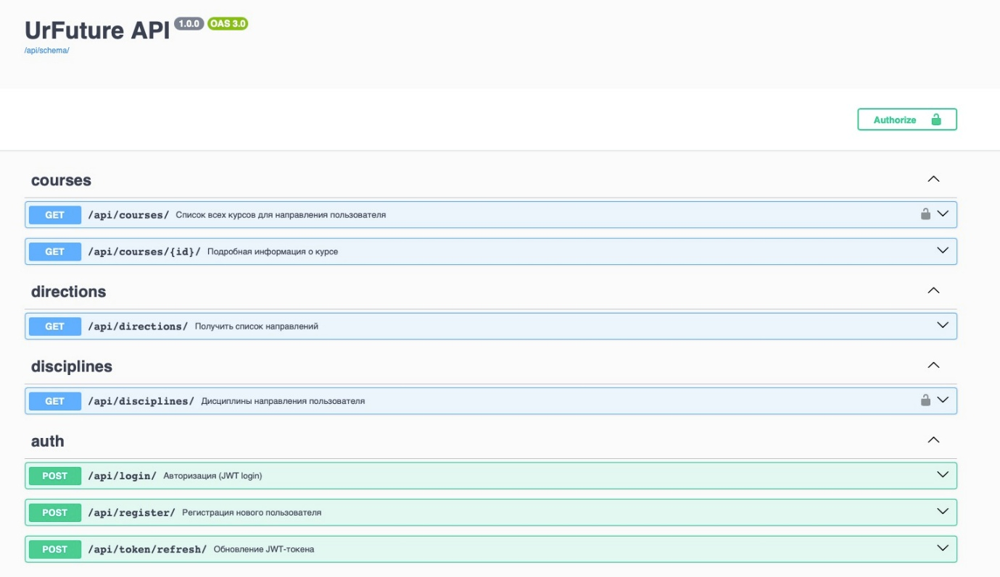 UrFuture API 1.0.0 OAS 3.0
/api/schema/
Authorize
courses
GET /api/courses/ Список всех курсов для направления пользователя
GET /api/courses/{id}/ Подробная информация о курсе
directions
GET /api/directions/ Получить список направлений
disciplines
GET /api/disciplines/ Дисциплины направления пользователя
auth
POST /api/login/ Авторизация (JWT login)
POST /api/register/ Регистрация нового пользователя
POST /api/token/refresh/ Обновление JWT-токена